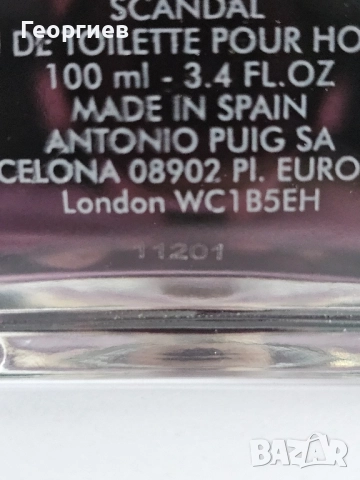 Георгиев
SCANDAL
DE TOILETTE POUR HO
100 ml - 3.4 FL.OZ
MADE IN SPAIN
ANTONIO PUIG SA
CELONA 08902 Pl. EURO
London WC1B5EH
11201
bazar.bg